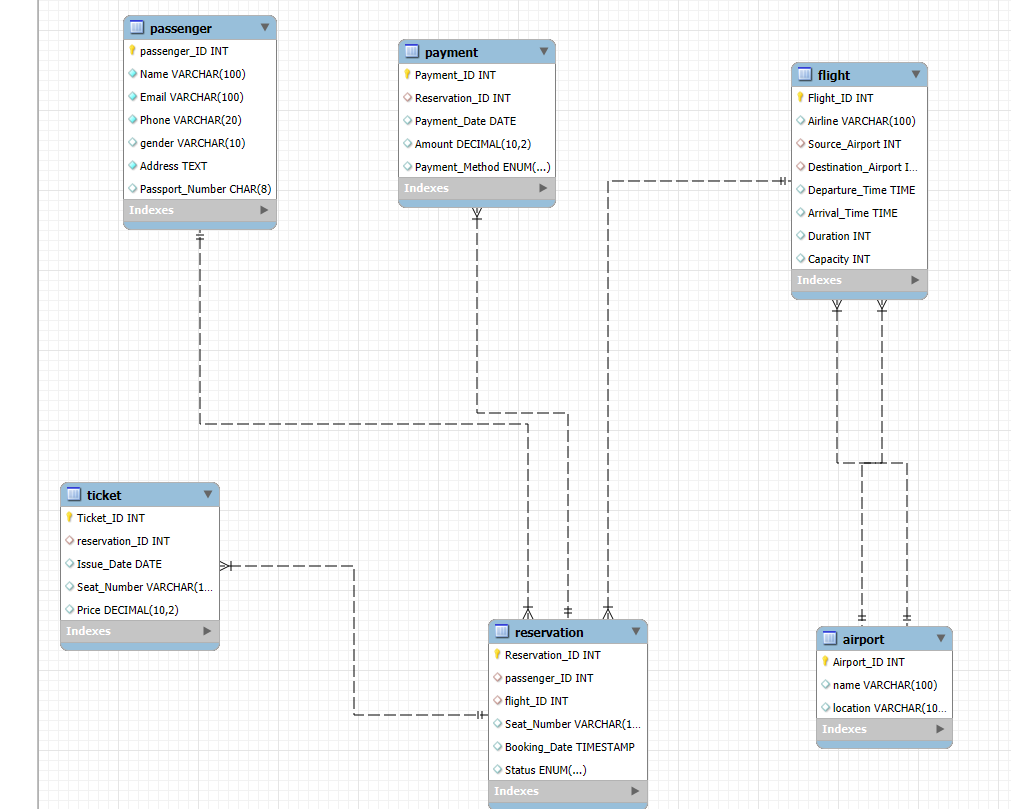 passenger
passenger_ID INT
Name VARCHAR(100)
Email VARCHAR(100)
Phone VARCHAR(20)
gender VARCHAR(10)
Address TEXT
Passport_Number CHAR(8)
Indexes
payment
Payment_ID INT
Reservation_ID INT
Payment_Date DATE
Amount DECIMAL(10,2)
Payment_Method ENUM(...)
Indexes
flight
Flight_ID INT
Airline VARCHAR(100)
Source_Airport INT
Destination_Airport I...
Departure_Time TIME
Arrival_Time TIME
Duration INT
Capacity INT
Indexes
ticket
Ticket_ID INT
reservation_ID INT
Issue_Date DATE
Seat_Number VARCHAR(1...
Price DECIMAL(10,2)
Indexes
reservation
Reservation_ID INT
passenger_ID INT
flight_ID INT
Seat_Number VARCHAR(1...
Booking_Date TIMESTAMP
Status ENUM(...)
Indexes
airport
Airport_ID INT
name VARCHAR(100)
location VARCHAR(10...
Indexes